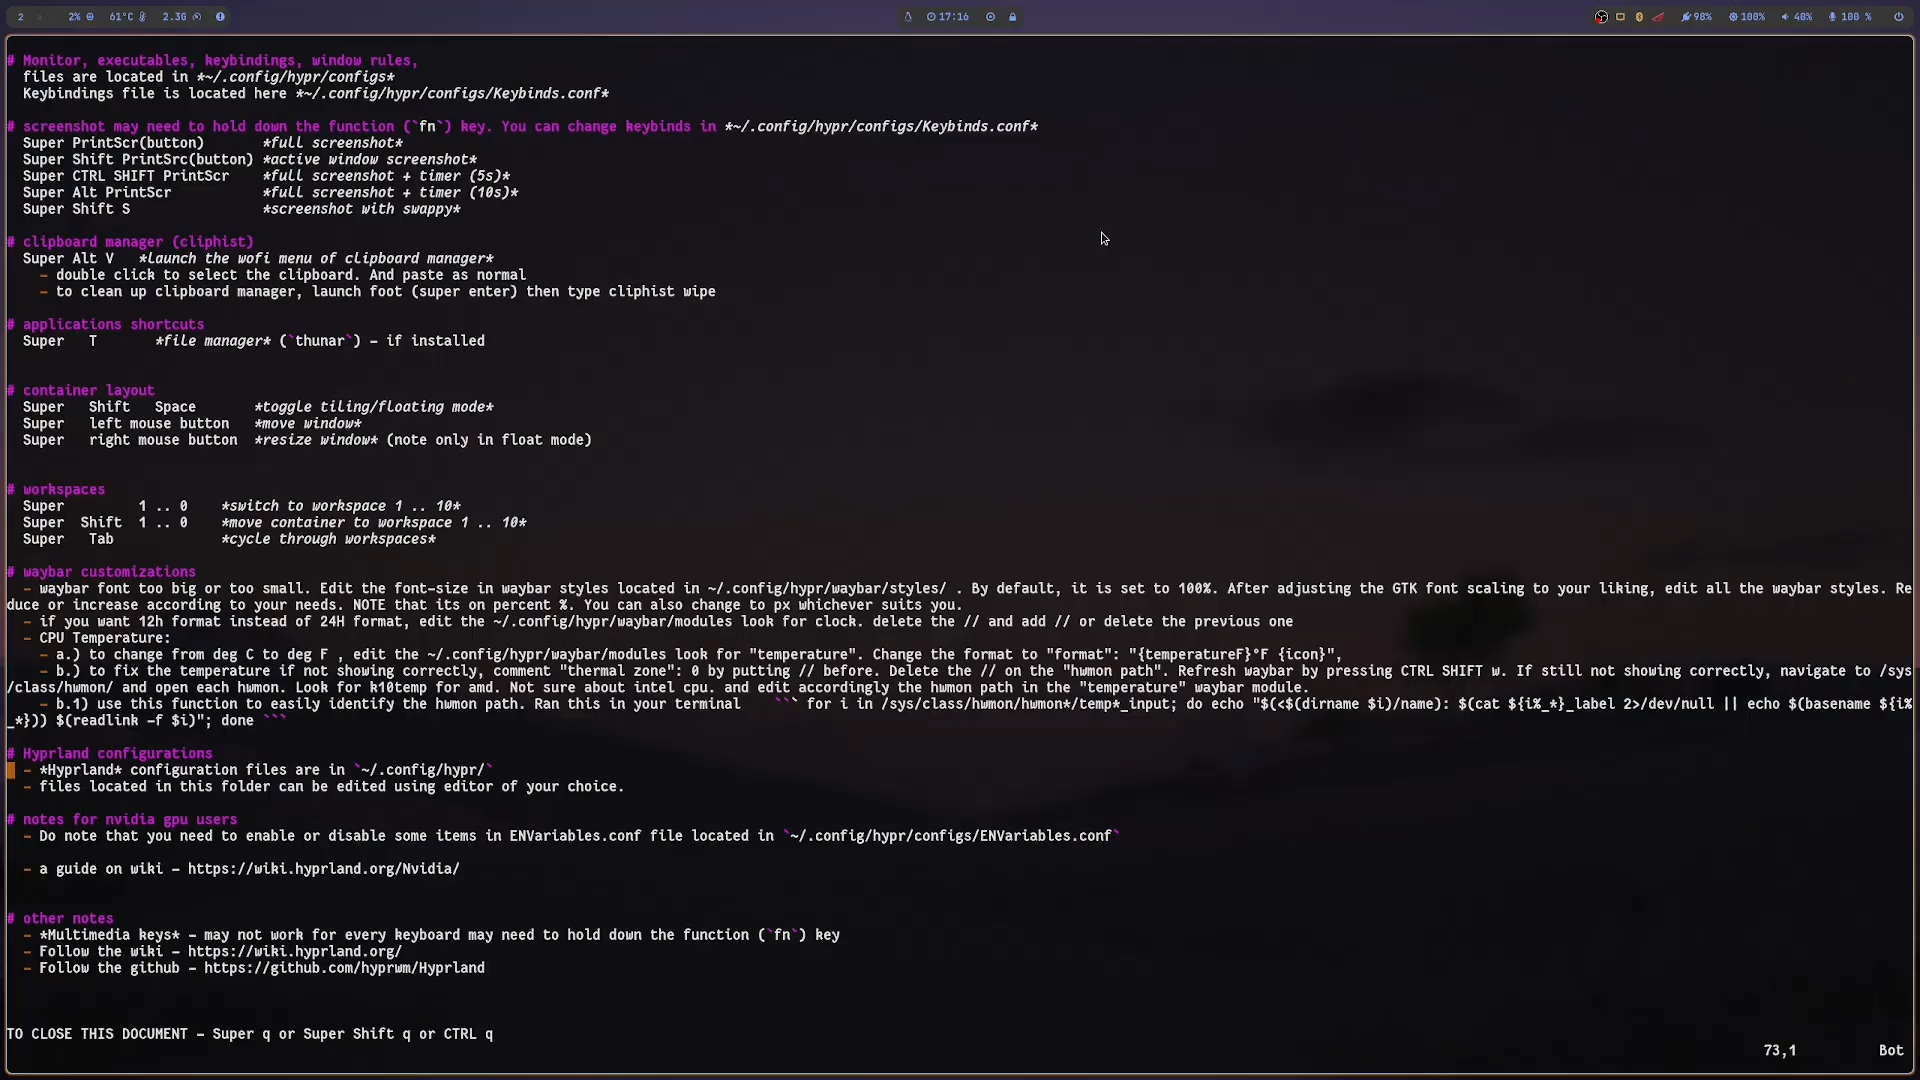 2 4 2% 61°C 2.3G 17:16 98% 100% 40% 100 %
# Monitor, executables, keybindings, window rules,
files are located in *~/.config/hypr/configs*
Keybindings file is located here *~/.config/hypr/configs/Keybinds.conf*
# screenshot may need to hold down the function (`fn`) key. You can change keybinds in *~/.config/hypr/configs/Keybinds.conf*
Super PrintScr(button) *full screenshot*
Super Shift PrintSrc(button) *active window screenshot*
Super CTRL SHIFT PrintScr *full screenshot + timer (5s)*
Super Alt PrintScr *full screenshot + timer (10s)*
Super Shift S *screenshot with swappy*
# clipboard manager (cliphist)
Super Alt V *launch the wofi menu of clipboard manager*
- double click to select the clipboard. And paste as normal
- to clean up clipboard manager, launch foot (super enter) then type cliphist wipe
# applications shortcuts
Super T *file manager* (`thunar`) - if installed
# container layout
Super Shift Space *toggle tiling/floating mode*
Super left mouse button *move window*
Super right mouse button *resize window* (note only in float mode)
# workspaces
Super 1 .. 0 *switch to workspace 1 .. 10*
Super Shift 1 .. 0 *move container to workspace 1 .. 10*
Super Tab *cycle through workspaces*
# waybar customizations
- waybar font too big or too small. Edit the font-size in waybar styles located in ~/.config/hypr/waybar/styles/ . By default, it is set to 100%. After adjusting the GTK font scaling to your liking, edit all the waybar styles. Re
duce or increase according to your needs. NOTE that its on percent %. You can also change to px whichever suits you.
- if you want 12h format instead of 24H format, edit the ~/.config/hypr/waybar/modules look for clock. delete the // and add // or delete the previous one
- CPU Temperature:
- a.) to change from deg C to deg F , edit the ~/.config/hypr/waybar/modules look for "temperature". Change the format to "format": "{temperatureF}°F {icon}",
- b.) to fix the temperature if not showing correctly, comment "thermal zone": 0 by putting // before. Delete the // on the "hwmon path". Refresh waybar by pressing CTRL SHIFT w. If still not showing correctly, navigate to /sys
/class/hwmon/ and open each hwmon. Look for k10temp for amd. Not sure about intel cpu. and edit accordingly the hwmon path in the "temperature" waybar module.
- b.1) use this function to easily identify the hwmon path. Ran this in your terminal ``` for i in /sys/class/hwmon/hwmon*/temp*_input; do echo "$(<$(dirname $i)/name): $(cat ${i%_*}_label 2>/dev/null || echo $(basename ${i%
_*})) $(readlink -f $i)"; done ```
# Hyprland configurations
- *Hyprland* configuration files are in `~/.config/hypr/`
- files located in this folder can be edited using editor of your choice.
# notes for nvidia gpu users
- Do note that you need to enable or disable some items in ENVariables.conf file located in `~/.config/hypr/configs/ENVariables.conf`
- a guide on wiki - https://wiki.hyprland.org/Nvidia/
# other notes
- *Multimedia keys* - may not work for every keyboard may need to hold down the function (`fn`) key
- Follow the wiki - https://wiki.hyprland.org/
- Follow the github - https://github.com/hyprwm/Hyprland
TO CLOSE THIS DOCUMENT - Super q or Super Shift q or CTRL q
73,1 Bot